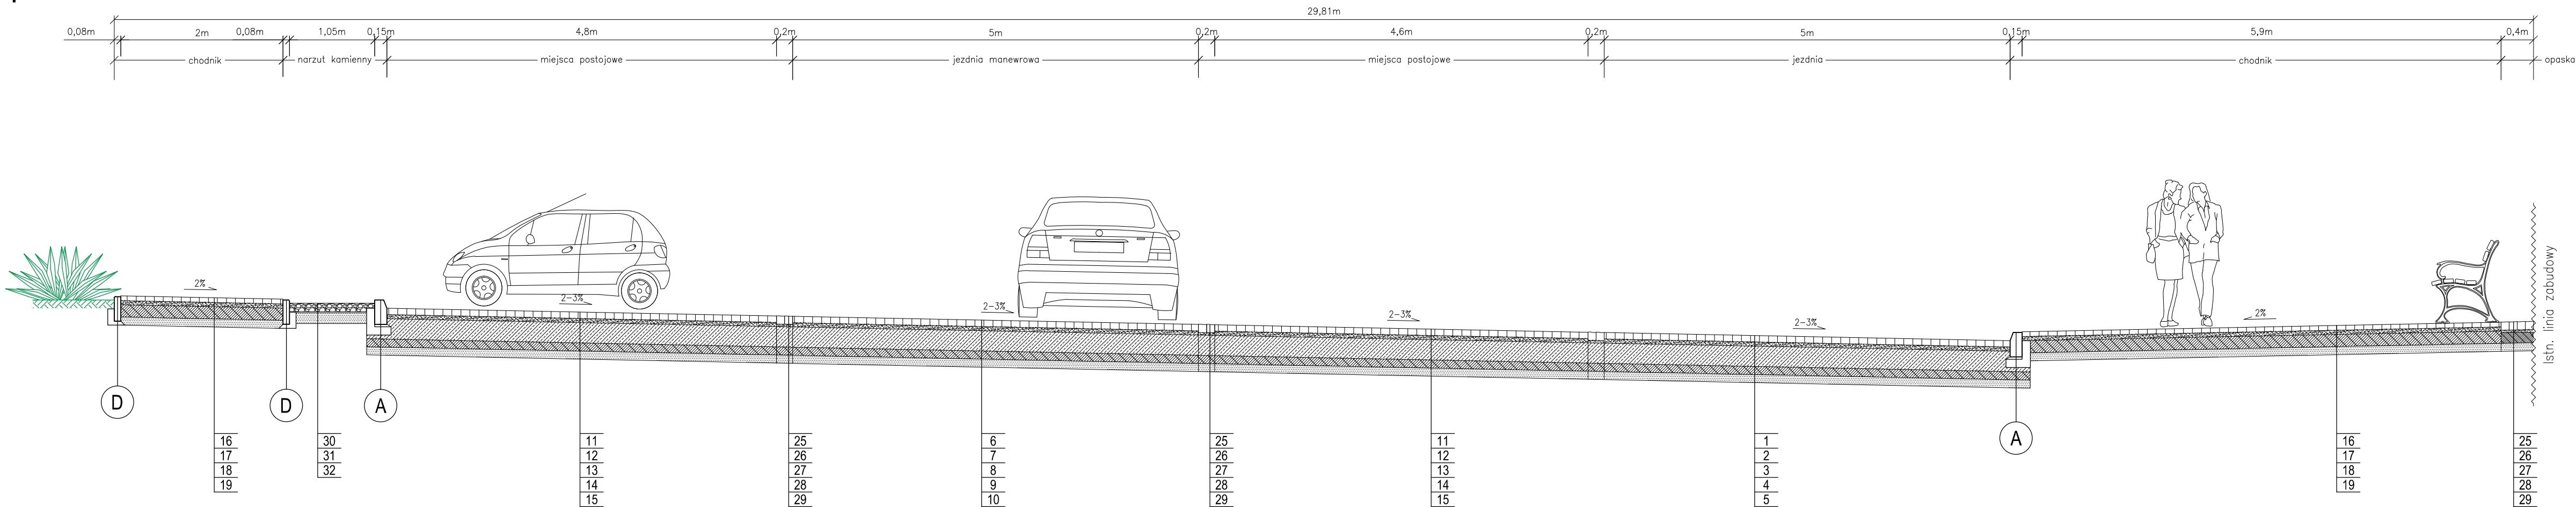 29,81m
0,08m 2m 0,08m 1,05m 0,15m 4,8m 0,2m 5m 0,2m 4,6m 0,2m 5m 0,15m 5,9m 0,4m
chodnik narzut kamienny miejsca postojowe jezdnia manewrowa miejsca postojowe jezdnia chodnik opaska
Istn. linia zabudowy
2% 2-3% 2-3% 2-3% 2-3% 2%
D D A A
16 30 11 25 6 25 11 1 16 25
17 31 12 26 7 26 12 2 17 26
18 32 13 27 8 27 13 3 18 27
19 14 28 9 28 14 4 19 28
15 29 10 29 15 5 29